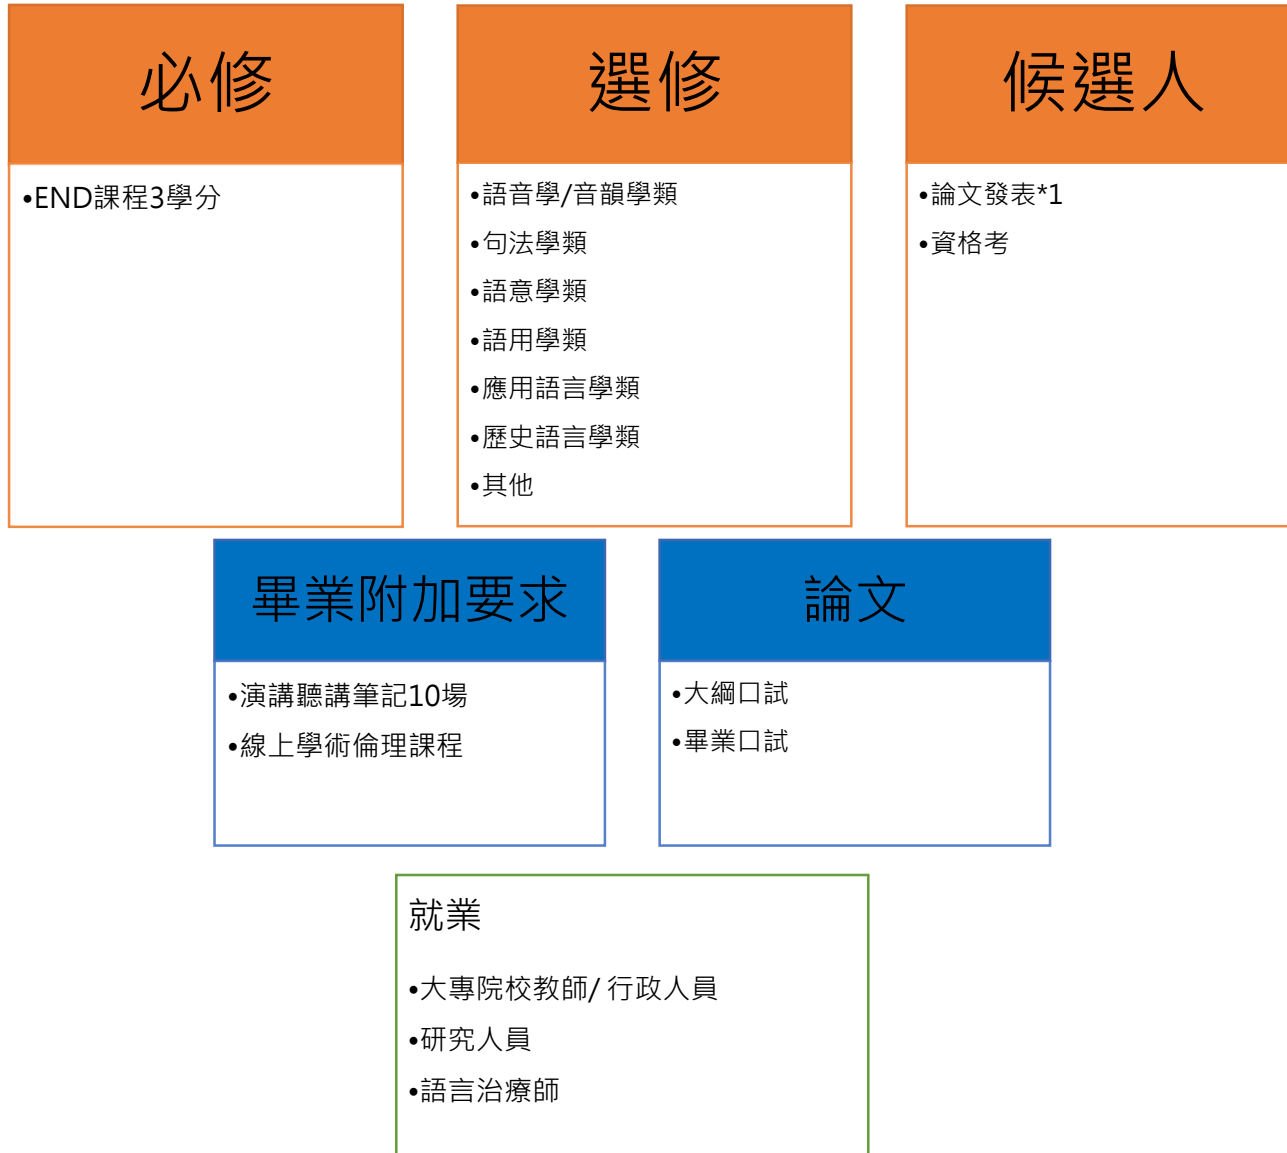 必修
•END課程3學分
選修
•語音學/音韻學類
•句法學類
•語意學類
•語用學類
•應用語言學類
•歷史語言學類
•其他
候選人
•論文發表*1
•資格考
畢業附加要求
•演講聽講筆記10場
•線上學術倫理課程
論文
•大綱口試
•畢業口試
就業
•大專院校教師/ 行政人員
•研究人員
•語言治療師